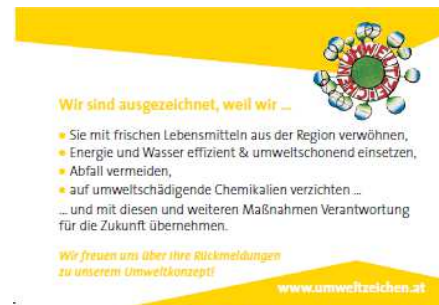 UMWELTZEICHEN
Wir sind ausgezeichnet, weil wir ...
Sie mit frischen Lebensmitteln aus der Region verwöhnen,
Energie und Wasser effizient & umweltschonend einsetzen,
Abfall vermeiden,
auf umweltschädigende Chemikalien verzichten ...
... und mit diesen und weiteren Maßnahmen Verantwortung
für die Zukunft übernehmen.
Wir freuen uns über Ihre Rückmeldungen
zu unserem Umweltkonzept!
www.umweltzeichen.at